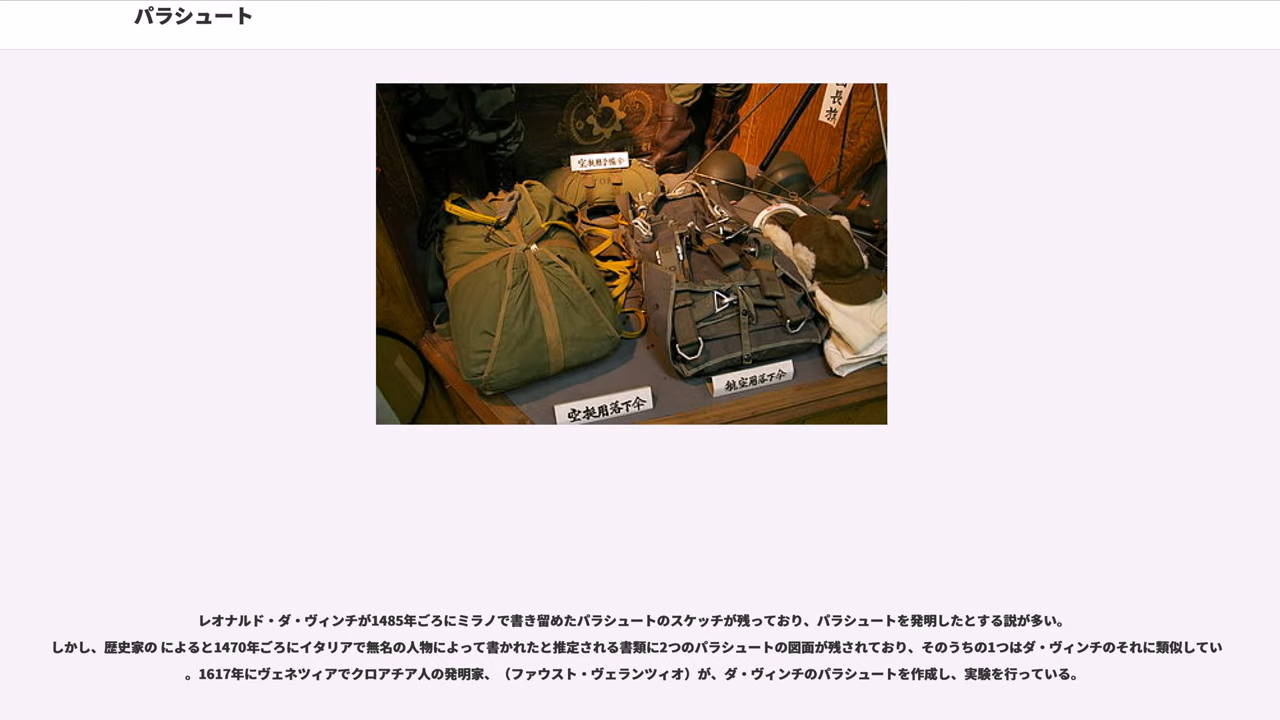 パラシュート
長族
空挺用予備傘
航空用落下傘
空挺用落下傘
レオナルド・ダ・ヴィンチが1485年ごろにミラノで書き留めたパラシュートのスケッチが残っており、パラシュートを発明したとする説が多い。
しかし、歴史家の によると1470年ごろにイタリアで無名の人物によって書かれたと推定される書類に2つのパラシュートの図面が残されており、そのうちの1つはダ・ヴィンチのそれに類似してい
。1617年にヴェネツィアでクロアチア人の発明家、（ファウスト・ヴェランツィオ）が、ダ・ヴィンチのパラシュートを作成し、実験を行っている。